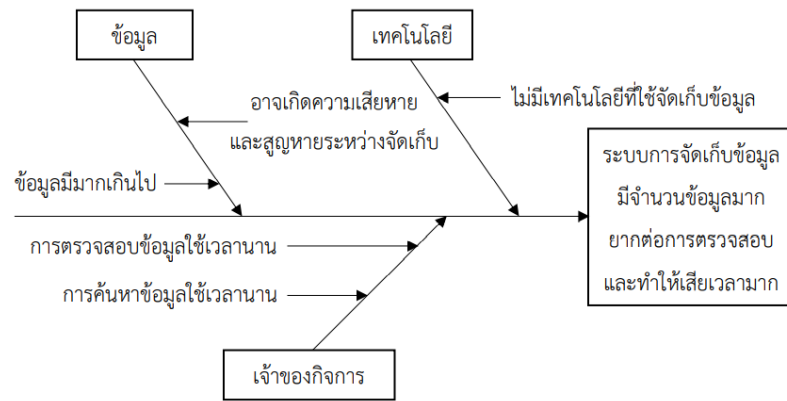 ข้อมูล
เทคโนโลยี
อาจเกิดความเสียหาย
และสูญหายระหว่างจัดเก็บ
ไม่มีเทคโนโลยีที่ใช้จัดเก็บข้อมูล
ข้อมูลมีมากเกินไป
ระบบการจัดเก็บข้อมูล
มีจำนวนข้อมูลมาก
ยากต่อการตรวจสอบ
และทำให้เสียเวลามาก
การตรวจสอบข้อมูลใช้เวลานาน
การค้นหาข้อมูลใช้เวลานาน
เจ้าของกิจการ